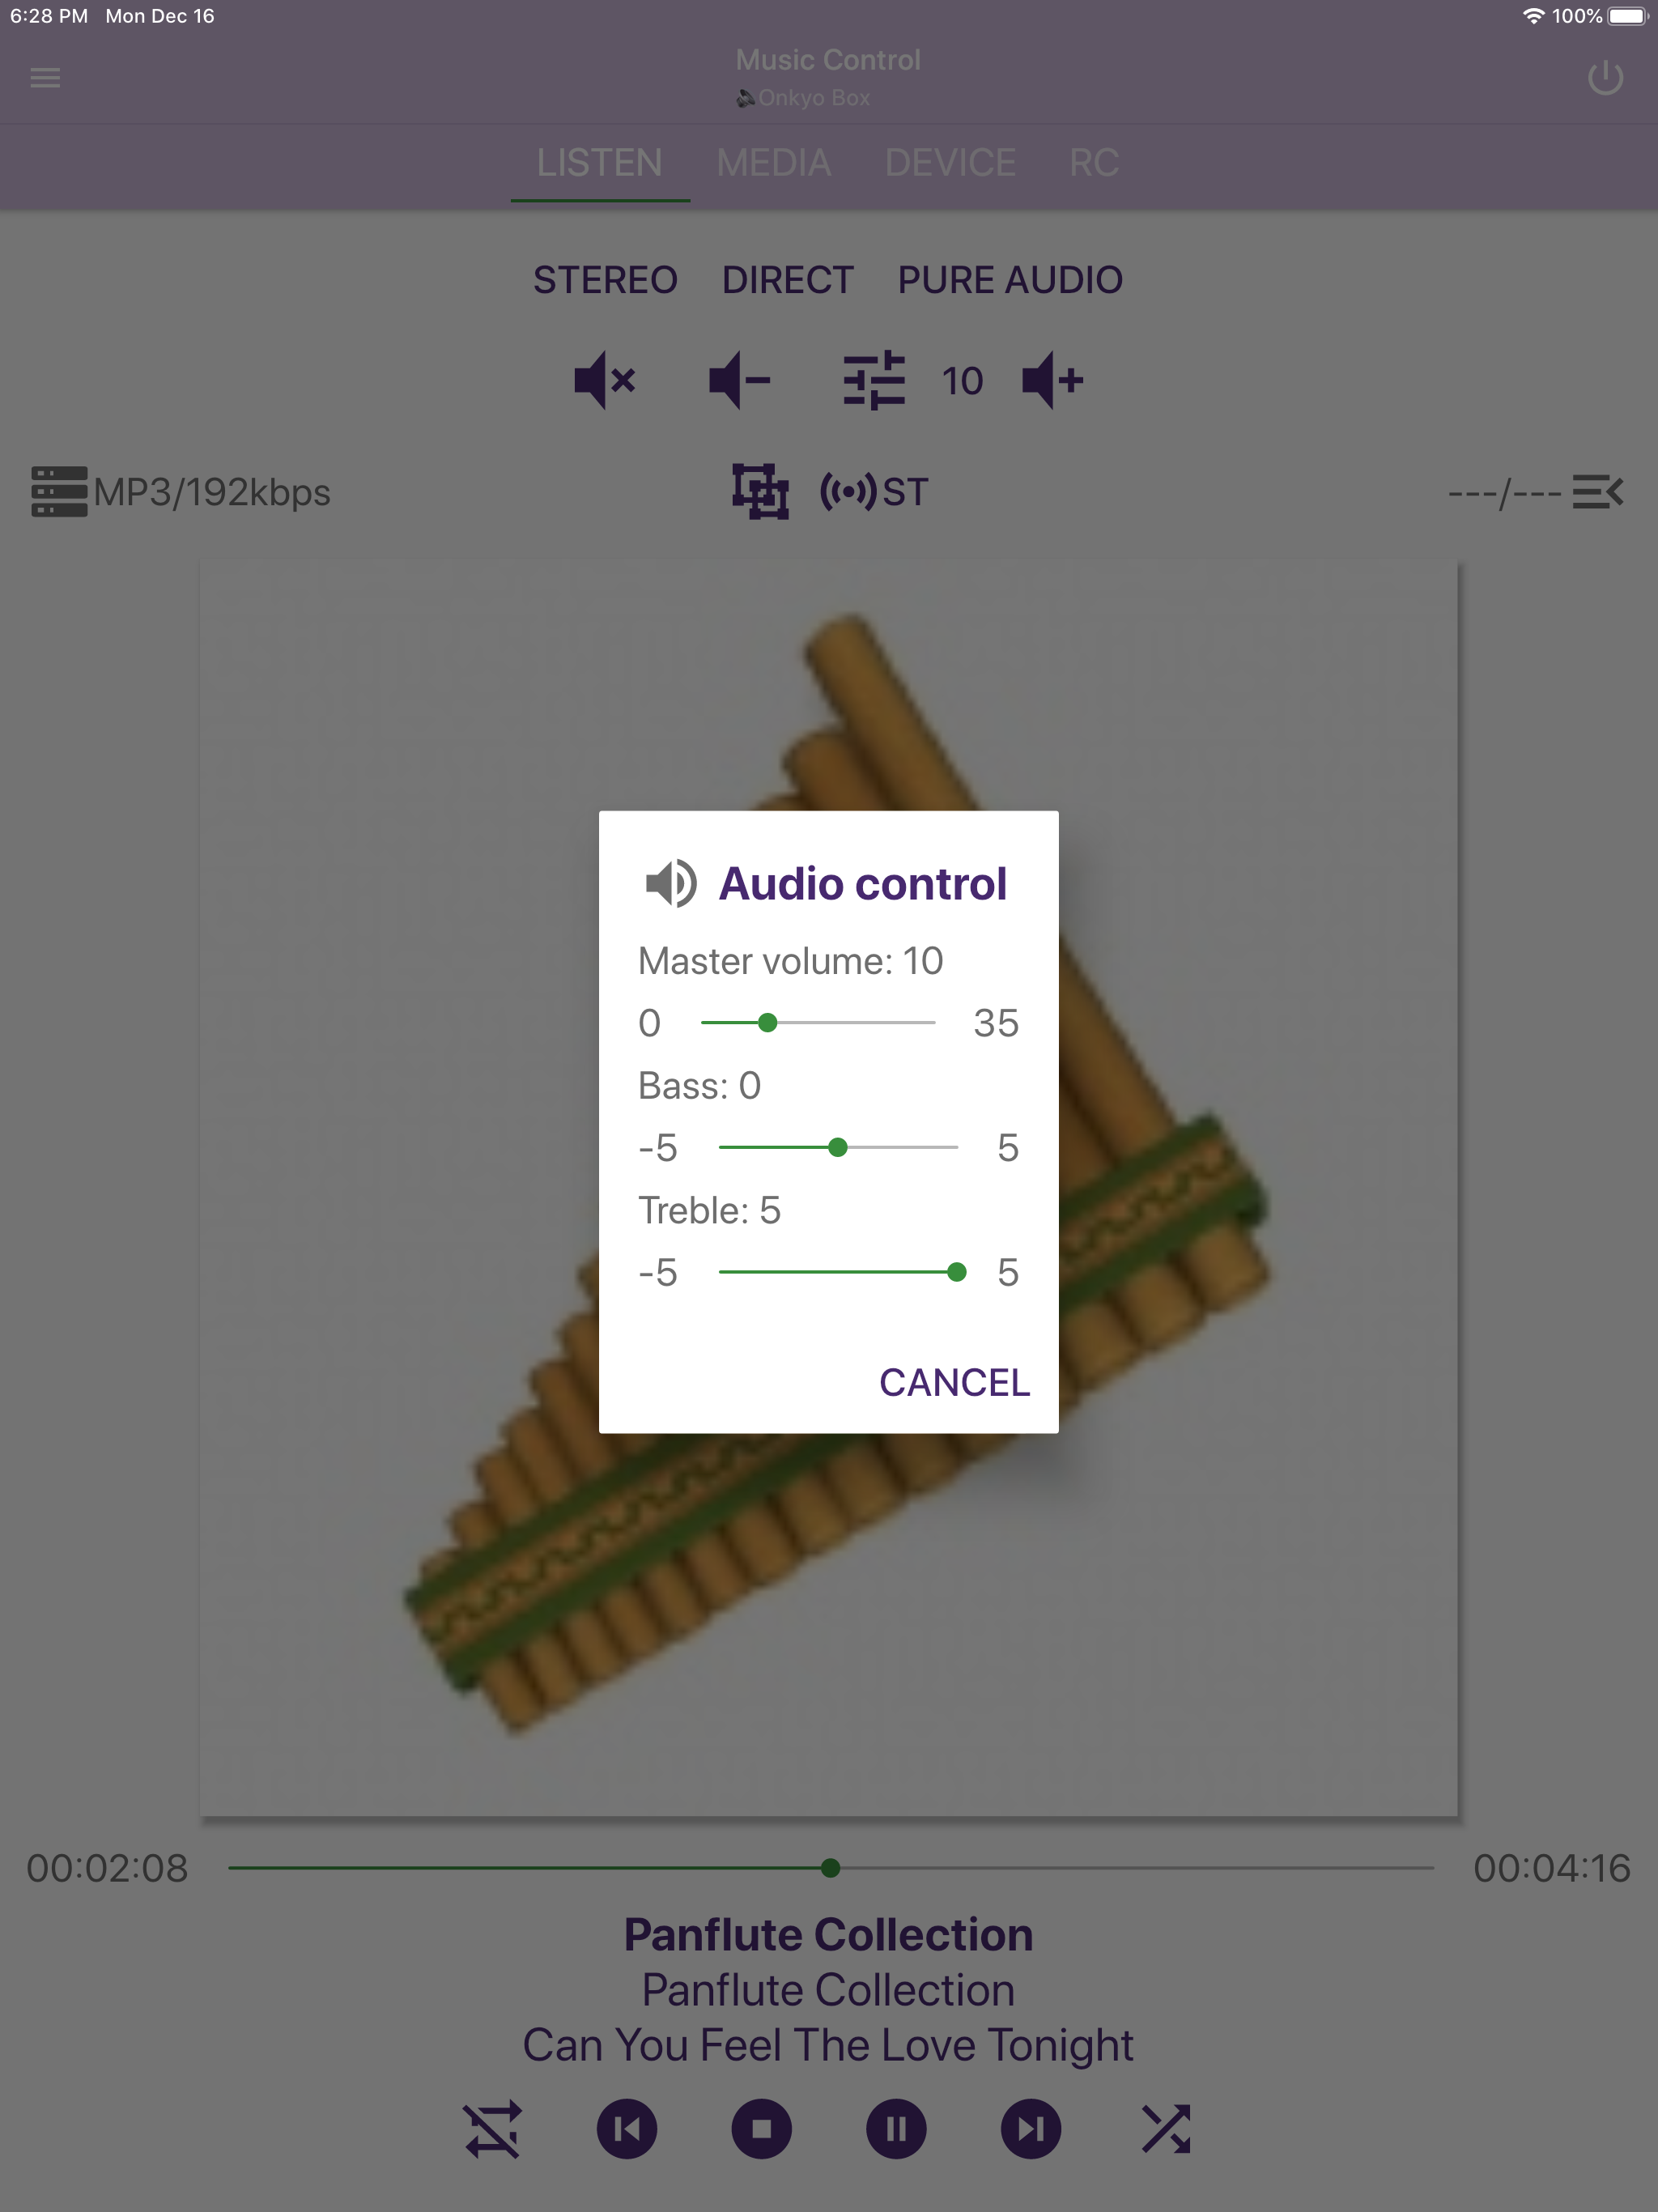 6:28 PM Mon Dec 16 100%
Music Control
Onkyo Box
LISTEN MEDIA DEVICE RC
STEREO DIRECT PURE AUDIO
10
MP3/192kbps ST ---/---
Audio control
Master volume: 10
0 35
Bass: 0
-5 5
Treble: 5
-5 5
CANCEL
00:02:08 00:04:16
Panflute Collection
Panflute Collection
Can You Feel The Love Tonight